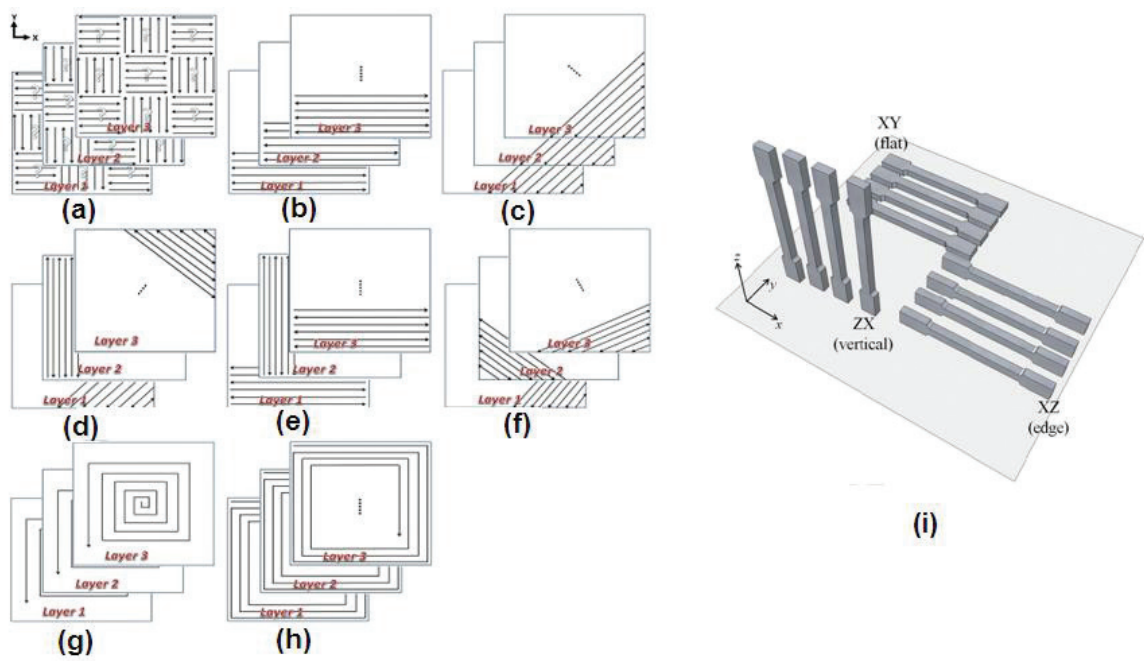 Y
X
Layer 3
Layer 2
Layer 1
(a)
Layer 3
Layer 2
Layer 1
(b)
Layer 3
Layer 2
Layer 1
(c)
Layer 3
Layer 2
Layer 1
(d)
Layer 3
Layer 2
Layer 1
(e)
Layer 3
Layer 2
Layer 1
(f)
Layer 3
Layer 2
Layer 1
(g)
Layer 3
Layer 2
Layer 1
(h)
XY
(flat)
z
y
x
ZX
(vertical)
XZ
(edge)
(i)